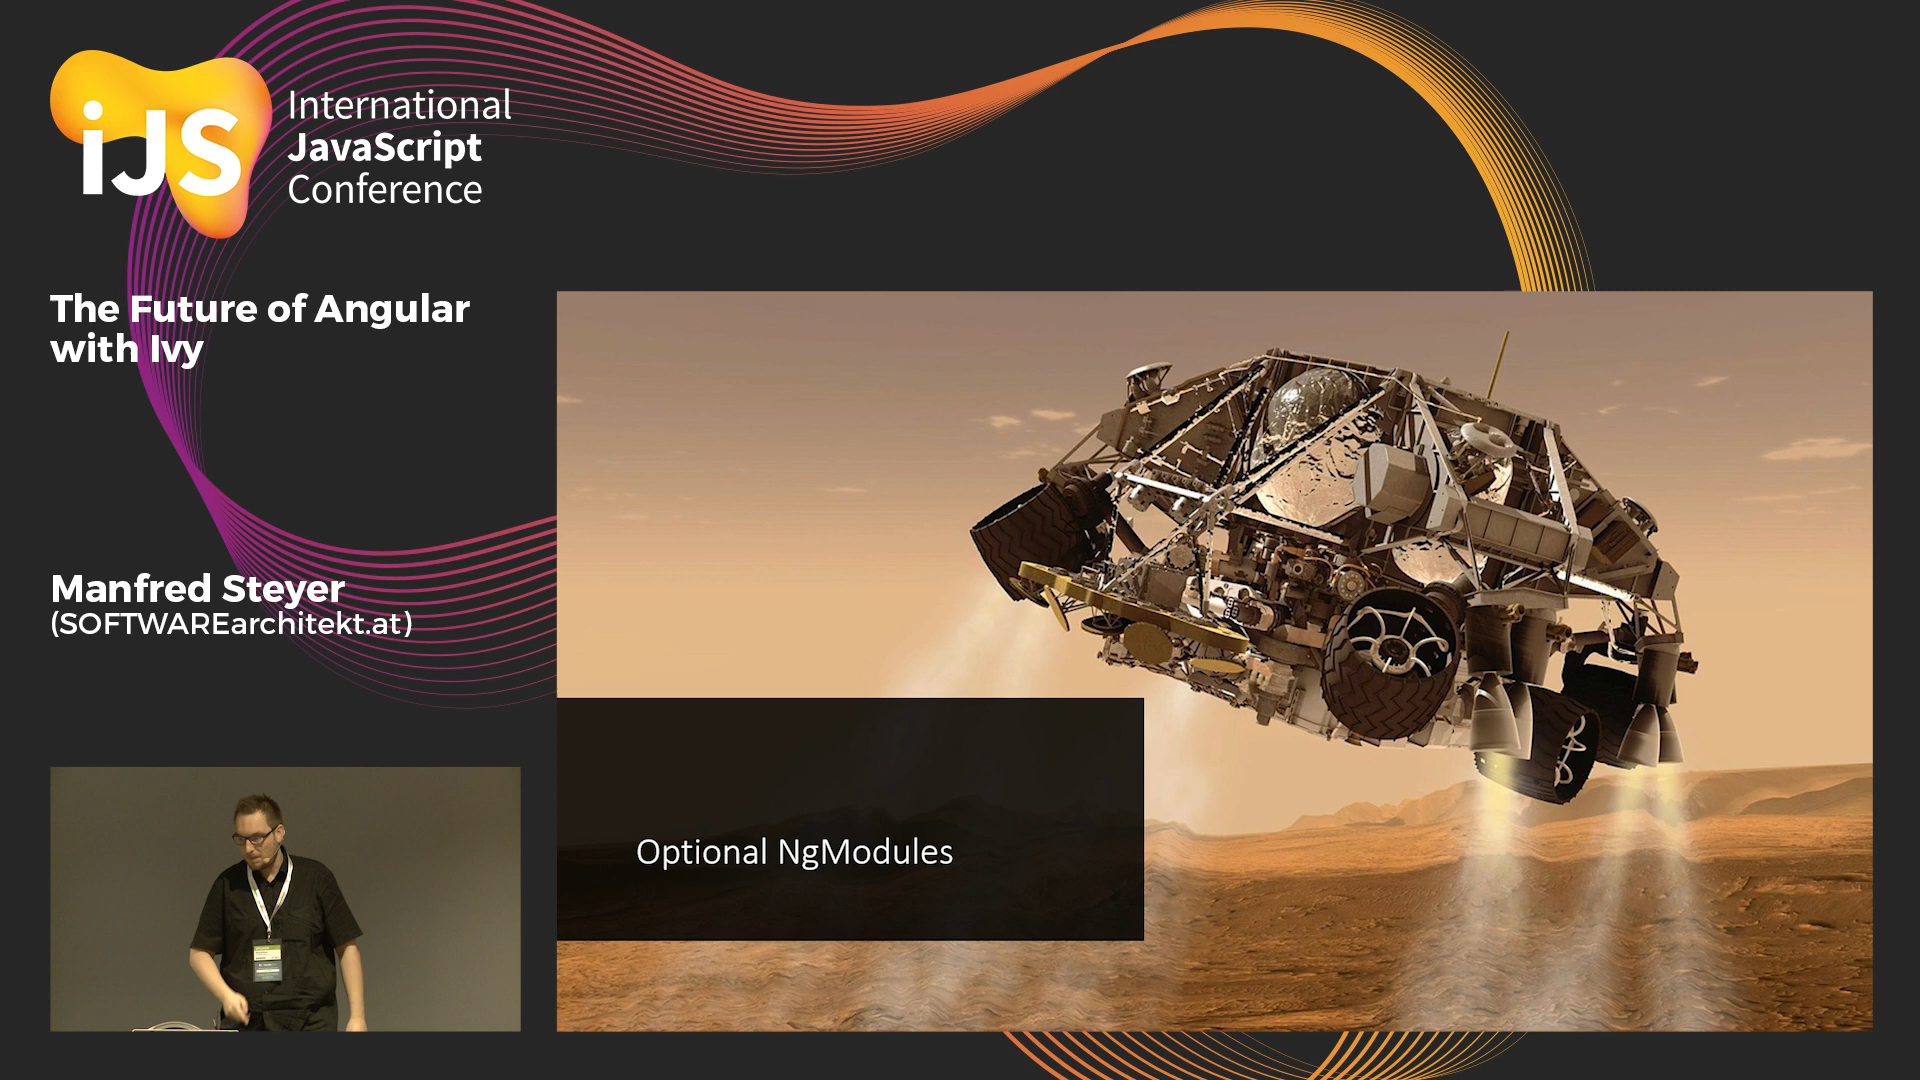 iJS
International
JavaScript
Conference
The Future of Angular
with Ivy
Manfred Steyer
(SOFTWAREarchitekt.at)
Optional NgModules